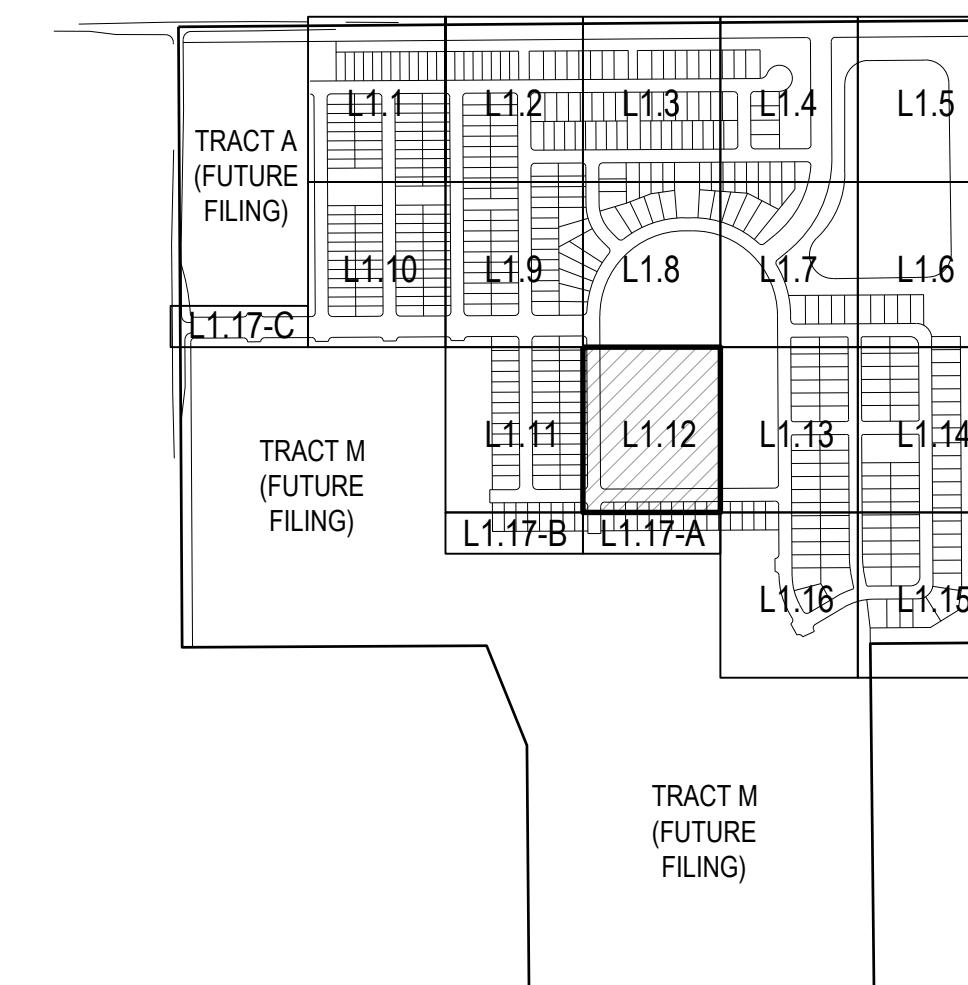 L1.1
L1.2
L1.3
L1.4
L1.5
TRACT A
(FUTURE
FILING)
L1.10
L1.9
L1.8
L1.7
L1.6
L1.17-C
L1.11
L1.12
L1.13
L1.14
TRACT M
(FUTURE
FILING)
L1.17-B
L1.17-A
L1.16
L1.15
TRACT M
(FUTURE
FILING)